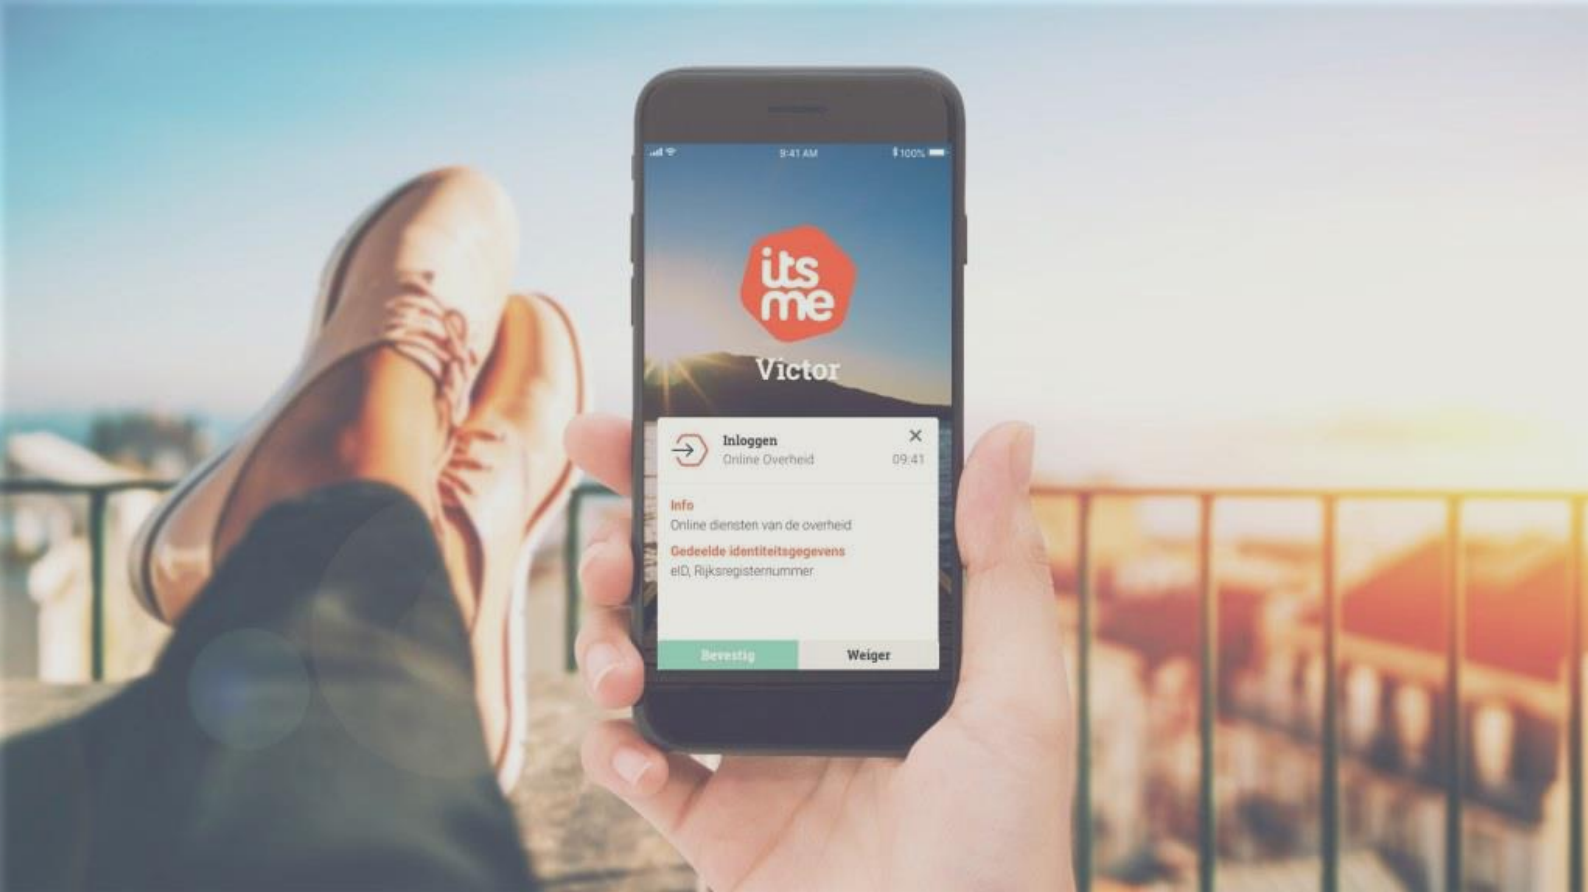 9:41 AM 100%
its
me
Victor
Inloggen
Online Overheid 09:41
Info
Online diensten van de overheid
Gedeelde identiteitsgegevens
eID, Rijksregisternummer
Bevestig Weiger